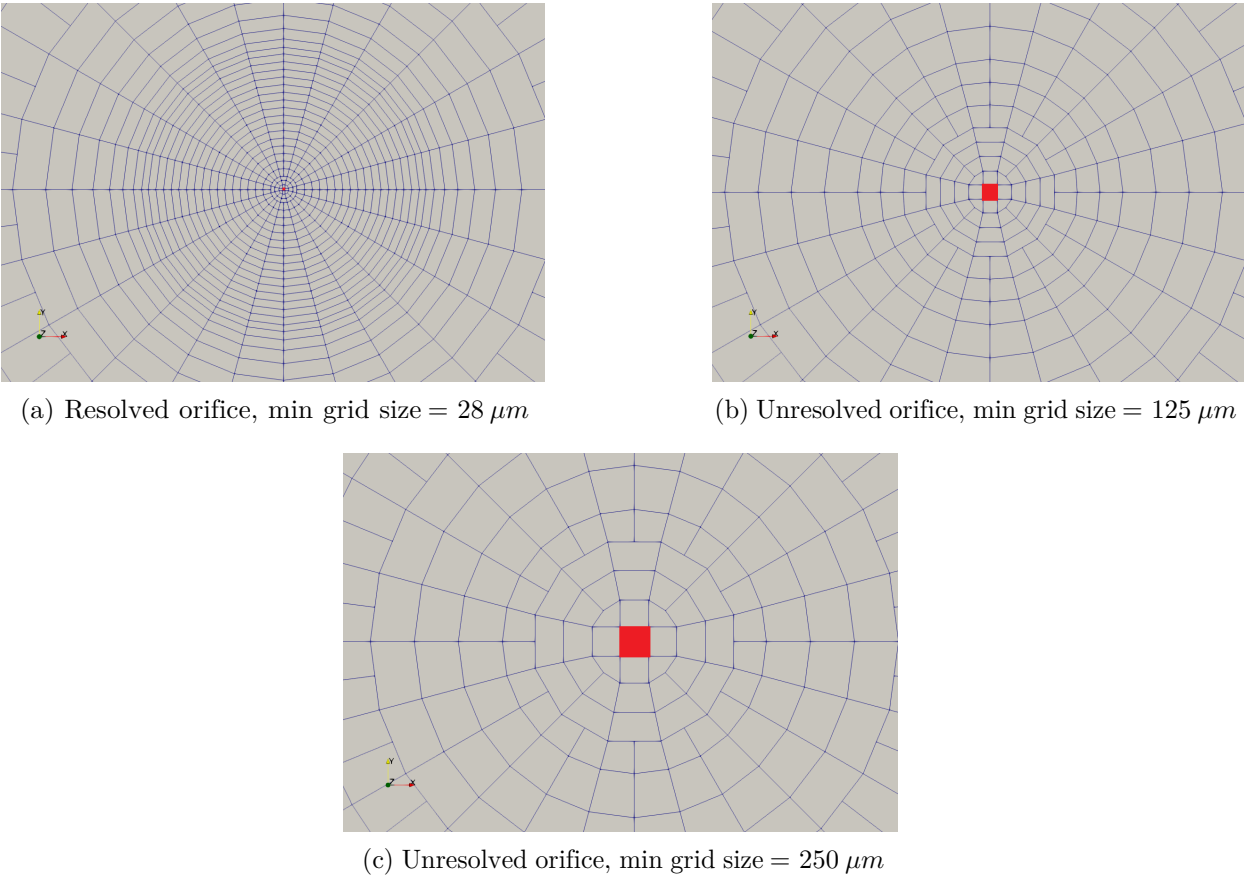 Y
Z
X
(a) Resolved orifice, min grid size = 28 μm
Y
Z
X
(b) Unresolved orifice, min grid size = 125 μm
Y
Z
X
(c) Unresolved orifice, min grid size = 250 μm